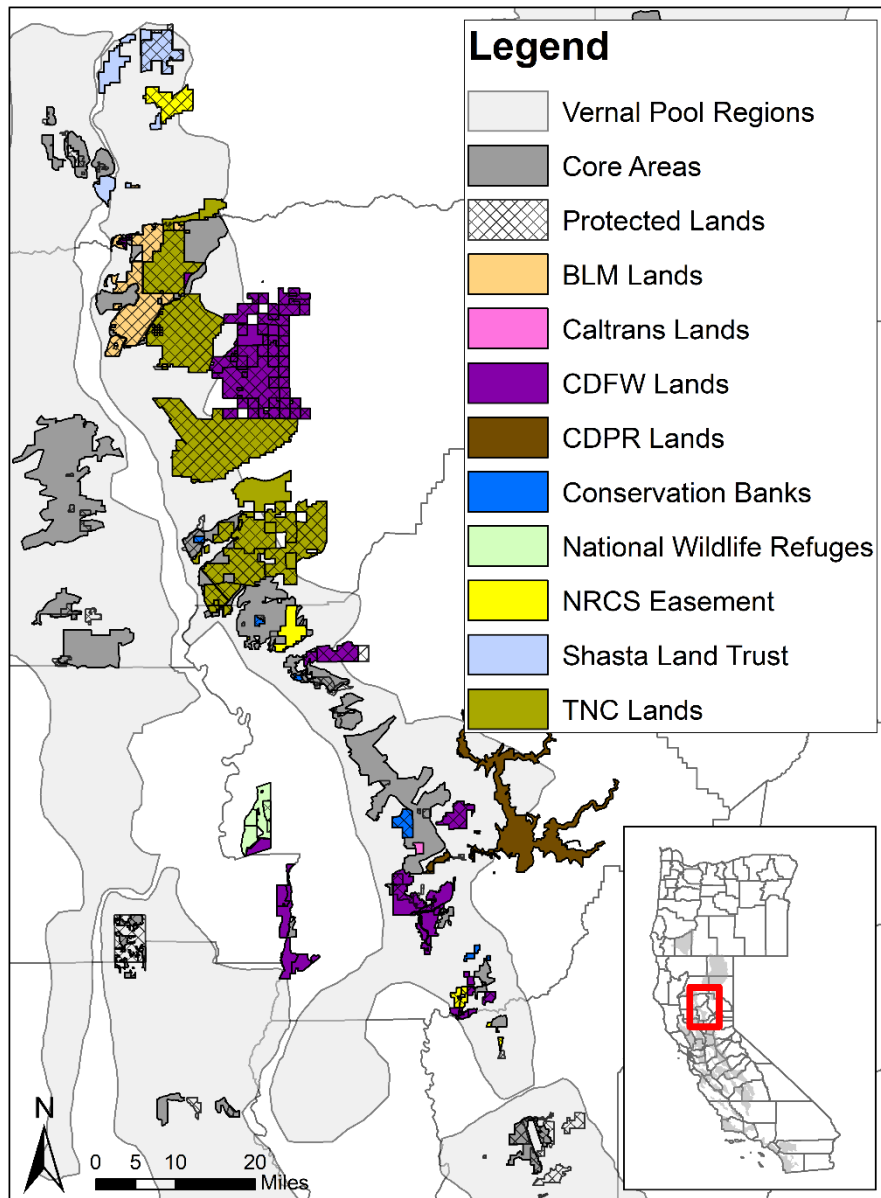 Legend
Vernal Pool Regions
Core Areas
Protected Lands
BLM Lands
Caltrans Lands
CDFW Lands
CDPR Lands
Conservation Banks
National Wildlife Refuges
NRCS Easement
Shasta Land Trust
TNC Lands
N
0 5 10 20
Miles